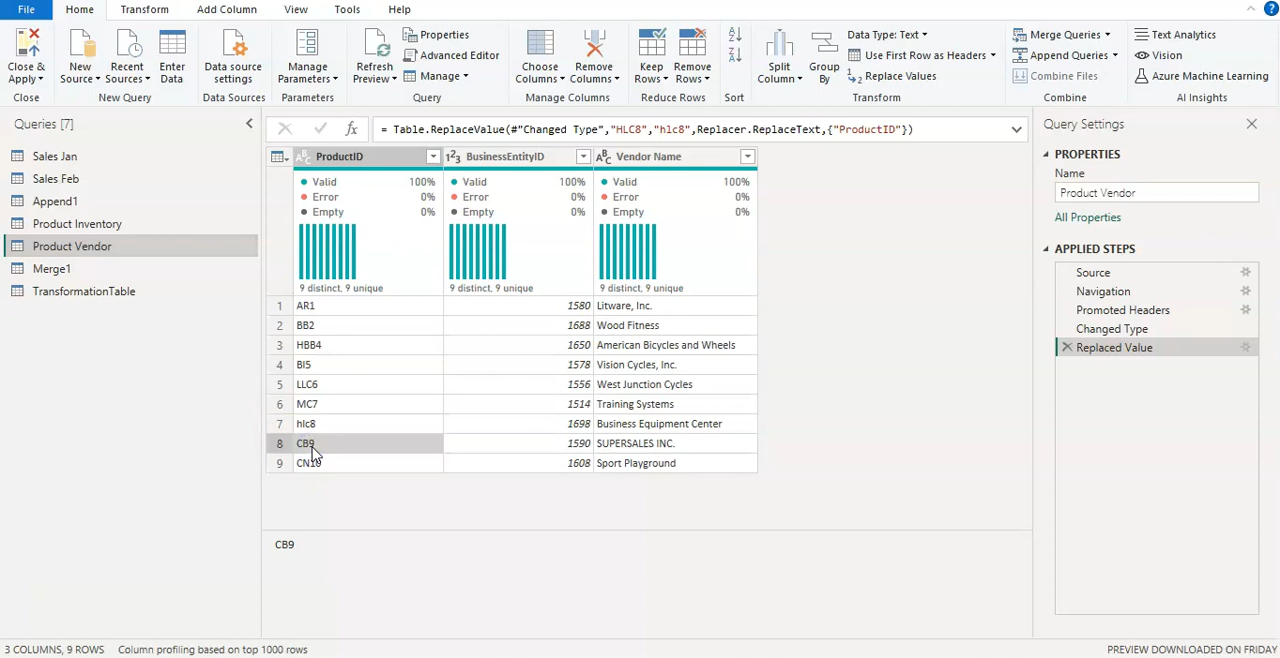 File Home Transform Add Column View Tools Help
Close & Apply
New Source
Recent Sources
Enter Data
Data source settings
Manage Parameters
Refresh Preview
Properties
Advanced Editor
Manage
Choose Columns
Remove Columns
Keep Rows
Remove Rows
Split Column
Group By
Data Type: Text
Use First Row as Headers
Replace Values
Merge Queries
Append Queries
Combine Files
Text Analytics
Vision
Azure Machine Learning
Close New Query Data Sources Parameters Query Manage Columns Reduce Rows Sort Transform Combine AI Insights
Queries [7]
Sales Jan
Sales Feb
Append1
Product Inventory
Product Vendor
Merge1
TransformationTable
fx = Table.ReplaceValue(#"Changed Type","HLC8","hlc8",Replacer.ReplaceText,{"ProductID"})
ABC ProductID 123 BusinessEntityID ABC Vendor Name
Valid 100% Valid 100% Valid 100%
Error 0% Error 0% Error 0%
Empty 0% Empty 0% Empty 0%
9 distinct, 9 unique 9 distinct, 9 unique 9 distinct, 9 unique
1 AR1 1580 Litware, Inc.
2 BB2 1688 Wood Fitness
3 HBB4 1650 American Bicycles and Wheels
4 BI5 1578 Vision Cycles, Inc.
5 LLC6 1556 West Junction Cycles
6 MC7 1514 Training Systems
7 hlc8 1698 Business Equipment Center
8 CB9 1590 SUPERSALES INC.
9 CN10 1608 Sport Playground
CB9
Query Settings
PROPERTIES
Name
Product Vendor
All Properties
APPLIED STEPS
Source
Navigation
Promoted Headers
Changed Type
Replaced Value
3 COLUMNS, 9 ROWS Column profiling based on top 1000 rows PREVIEW DOWNLOADED ON FRIDAY